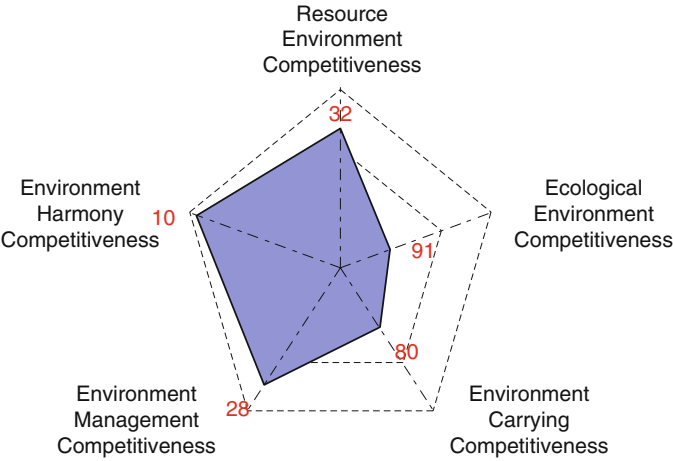 Resource
Environment
Competitiveness
32
Environment
Harmony
Competitiveness
10
Ecological
Environment
Competitiveness
91
80
Environment
Management
Competitiveness
28
Environment
Carrying
Competitiveness